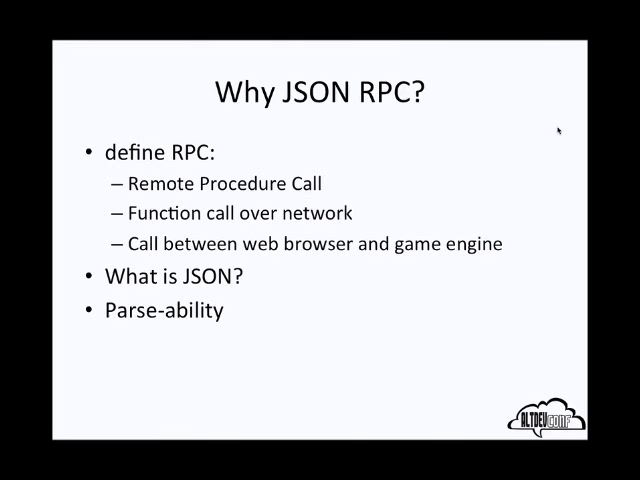 Why JSON RPC?
• define RPC:
– Remote Procedure Call
– Function call over network
– Call between web browser and game engine
• What is JSON?
• Parse-ability
ALTDEVCONF